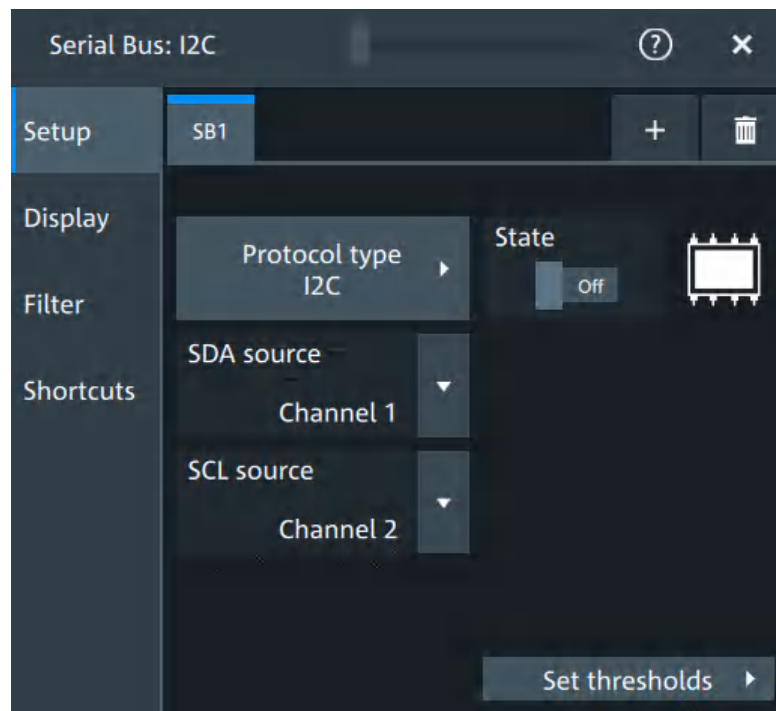 Serial Bus: I2C
?
Setup
SB1
+
Display
Protocol type
I2C
State
Off
Filter
SDA source
Channel 1
Shortcuts
SCL source
Channel 2
Set thresholds